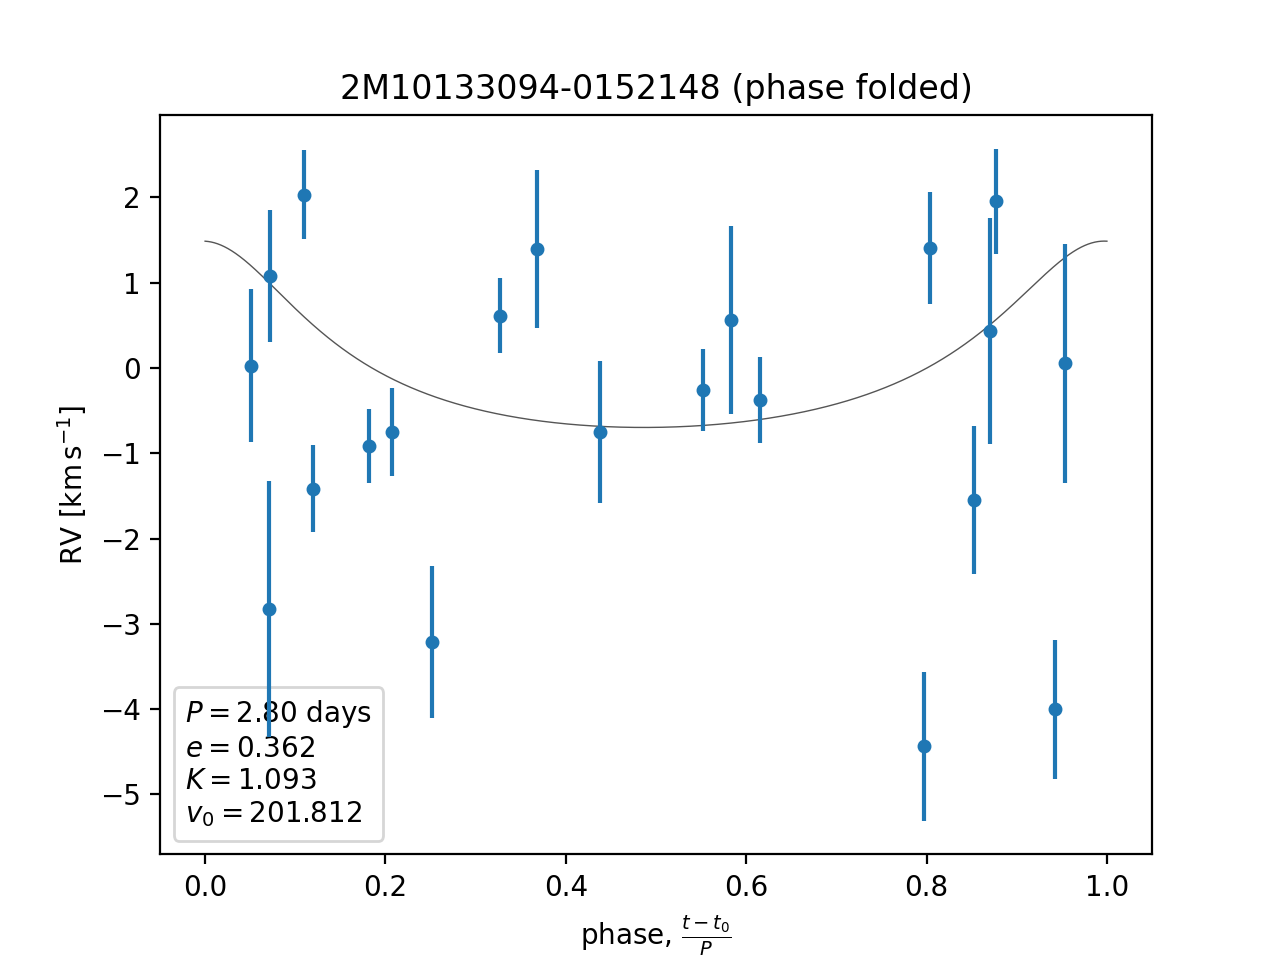 2M10133094-0152148 (phase folded)
RV [km s⁻¹]
2
1
0
−1
−2
−3
−4
−5
P = 2.80 days
e = 0.362
K = 1.093
v₀ = 201.812
0.0 0.2 0.4 0.6 0.8 1.0
phase, (t − t₀)/P